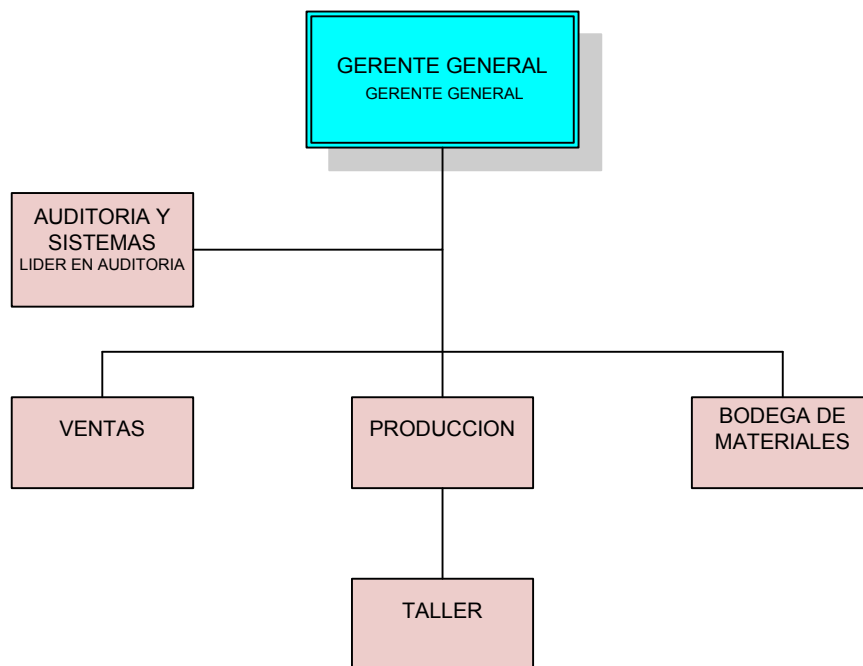 GERENTE GENERAL
GERENTE GENERAL
AUDITORIA Y
SISTEMAS
LIDER EN AUDITORIA
VENTAS
PRODUCCION
BODEGA DE
MATERIALES
TALLER